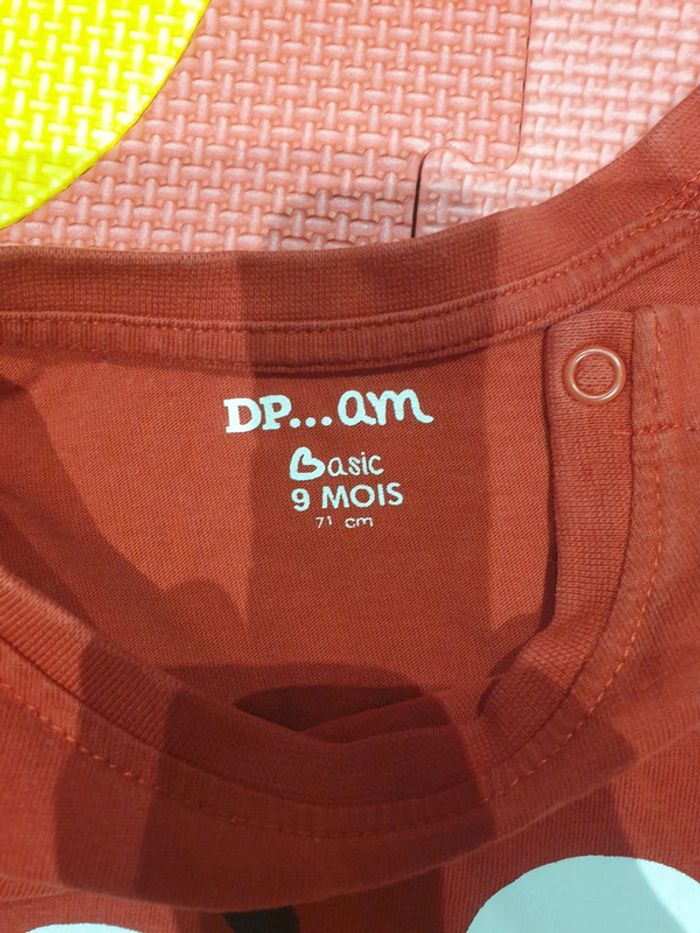 DP...am
Basic
9 MOIS
71 cm